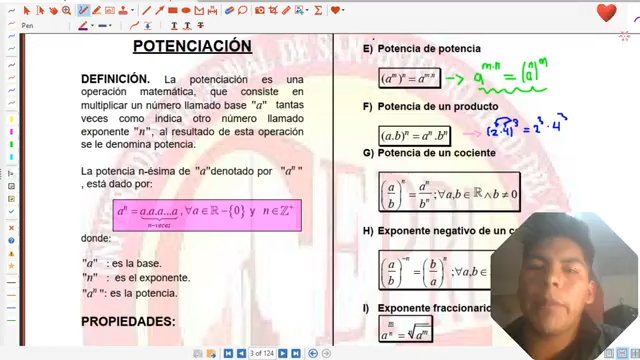 Pen
POTENCIACIÓN
DEFINICIÓN. La potenciación es una
operación matemática, que consiste en
multiplicar un número llamado base "a" tantas
veces como indica otro número llamado
exponente "n", al resultado de esta operación
se le denomina potencia.
La potencia n-ésima de "a"denotado por "aⁿ"
, está dado por:
aⁿ = a.a.a...a, ∀a ∈ ℝ − {0} y n ∈ ℤ⁺
n−veces
donde:
"a" : es la base.
"n" : es el exponente.
"aⁿ": es la potencia.
PROPIEDADES:
E) Potencia de potencia
(aᵐ)ⁿ = aᵐ·ⁿ → aᵐ·ⁿ = (aⁿ)ᵐ
F) Potencia de un producto
(a.b)ⁿ = aⁿ.bⁿ → (2·4)³ = 2³·4³
G) Potencia de un cociente
(a/b)ⁿ = aⁿ/bⁿ ; ∀a,b ∈ ℝ ∧ b ≠ 0
H) Exponente negativo de un
(a/b)⁻ⁿ = (b/a)ⁿ ; ∀a,b ∈
I) Exponente fraccionario
a^(m/n) = ⁿ√aᵐ
3 of 124